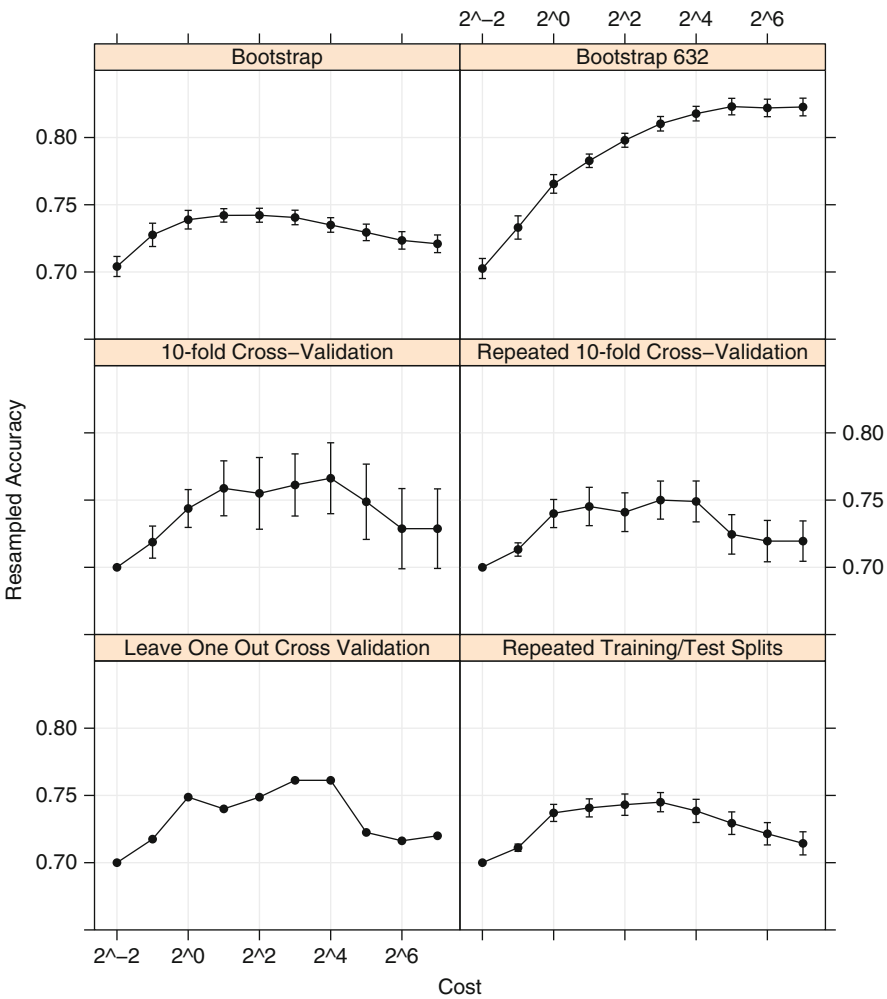 2^−2 2^0 2^2 2^4 2^6
Bootstrap
Bootstrap 632
0.80
0.75
0.70
10-fold Cross−Validation
Repeated 10-fold Cross−Validation
0.80
0.75
0.70
Resampled Accuracy
Leave One Out Cross Validation
Repeated Training/Test Splits
0.80
0.75
0.70
2^−2 2^0 2^2 2^4 2^6
Cost